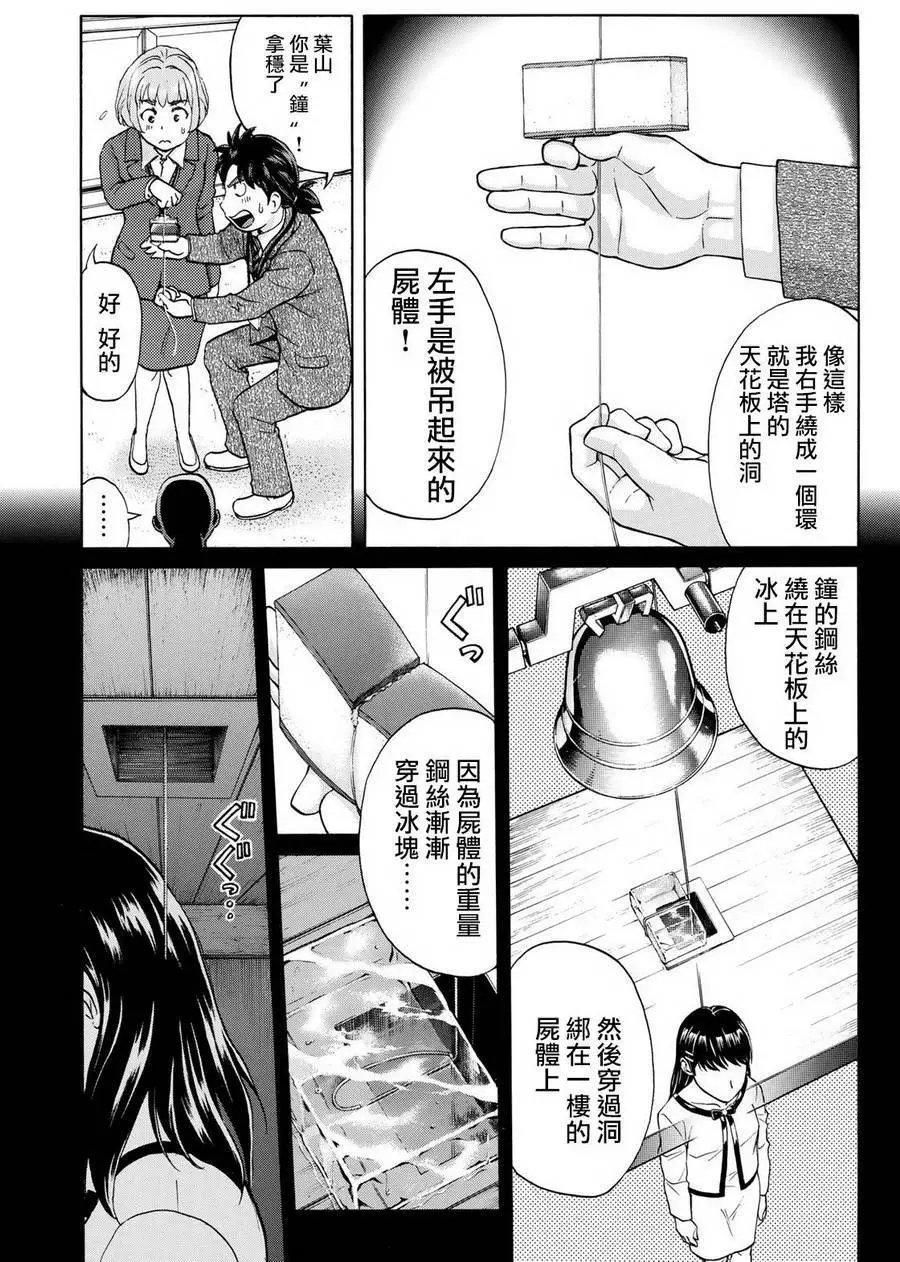 像這樣
我右手繞成一個環
就是塔的
天花板上的洞
左手是被吊起來的
屍體！
葉山
你是〝鐘〞！
拿穩了
好 好的
……
鐘的鋼絲
繞在天花板上的
冰上
然後穿過洞
綁在一樓的
屍體上
ぐぐ
因為屍體的重量
鋼絲漸漸
穿過冰塊……
ぐぐっ…